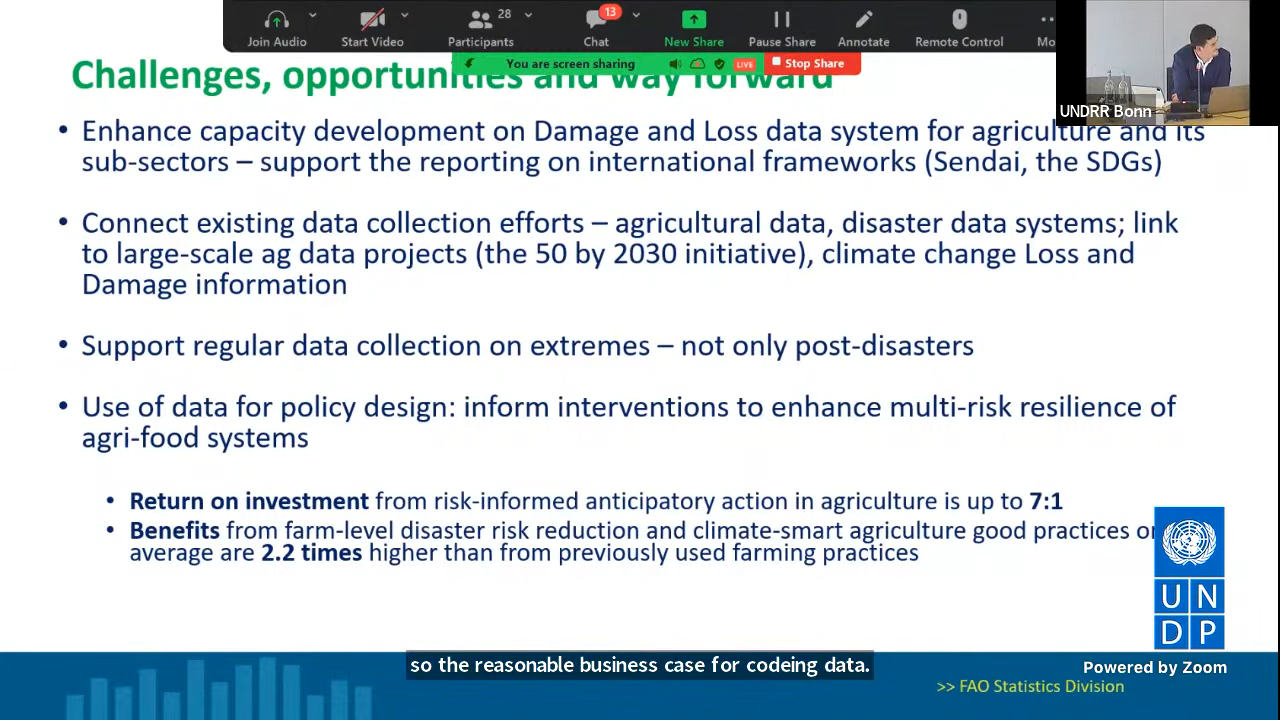 Join Audio
Start Video
28
Participants
13
Chat
New Share
Pause Share
Annotate
Remote Control
You are screen sharing
LIVE
Stop Share
UNDRR Bonn
Challenges, opportunities and way forward
• Enhance capacity development on Damage and Loss data system for agriculture and its
sub-sectors – support the reporting on international frameworks (Sendai, the SDGs)
• Connect existing data collection efforts – agricultural data, disaster data systems; link
to large-scale ag data projects (the 50 by 2030 initiative), climate change Loss and
Damage information
• Support regular data collection on extremes – not only post-disasters
• Use of data for policy design: inform interventions to enhance multi-risk resilience of
agri-food systems
• Return on investment from risk-informed anticipatory action in agriculture is up to 7:1
• Benefits from farm-level disaster risk reduction and climate-smart agriculture good practices
average are 2.2 times higher than from previously used farming practices
U N
D P
so the reasonable business case for codeing data.
Powered by Zoom
>> FAO Statistics Division